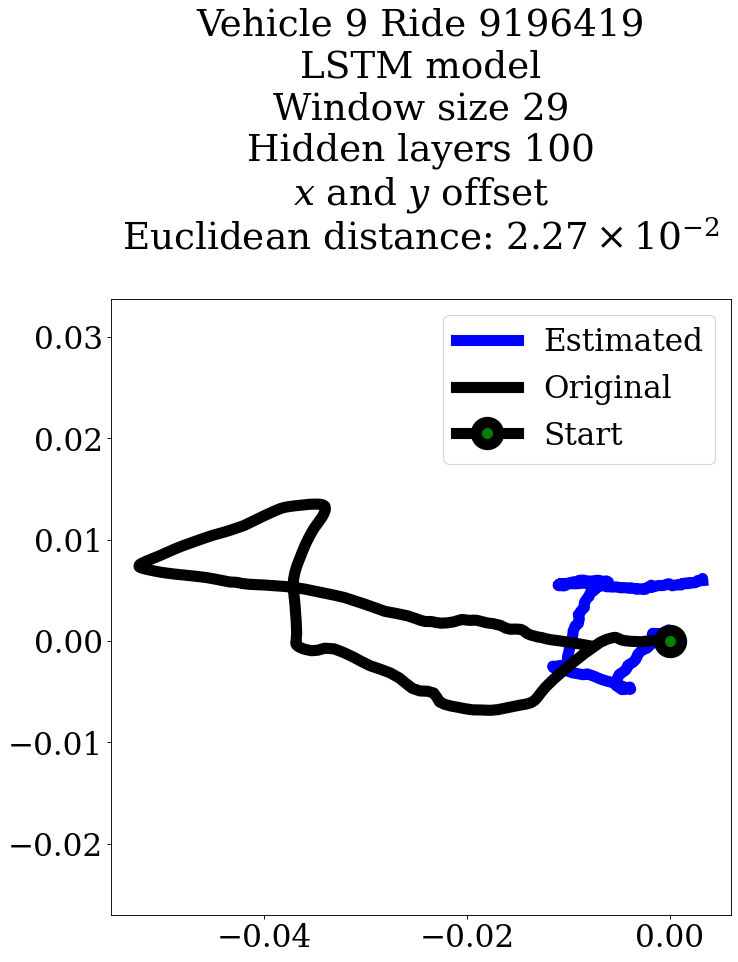 Vehicle 9 Ride 9196419
LSTM model
Window size 29
Hidden layers 100
x and y offset
Euclidean distance: 2.27 × 10⁻²
Estimated
Original
Start
0.03
0.02
0.01
0.00
−0.01
−0.02
−0.04
−0.02
0.00